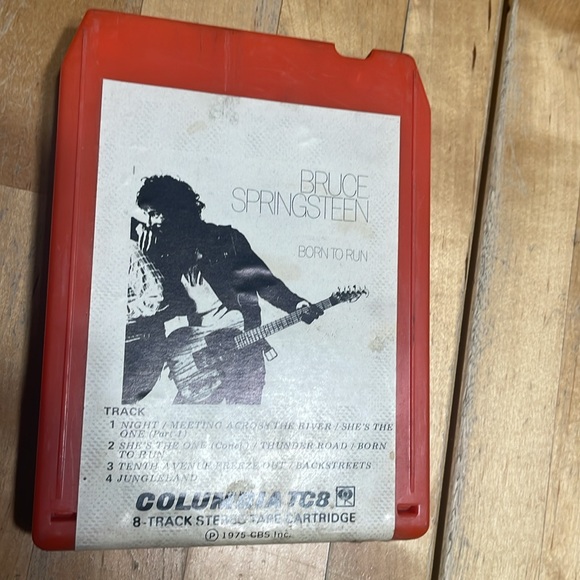 BRUCE
SPRINGSTEEN
BORN TO RUN
TRACK
1 NIGHT / MEETING ACROSS THE RIVER / SHE'S THE
ONE (Part 1)
2 SHE'S THE ONE (Conc.) / THUNDER ROAD / BORN
TO RUN
3 TENTH AVENUE FREEZE-OUT / BACKSTREETS
4 JUNGLELAND
COLUMBIA TC8
8-TRACK STEREO TAPE CARTRIDGE
℗ 1975 CBS Inc.